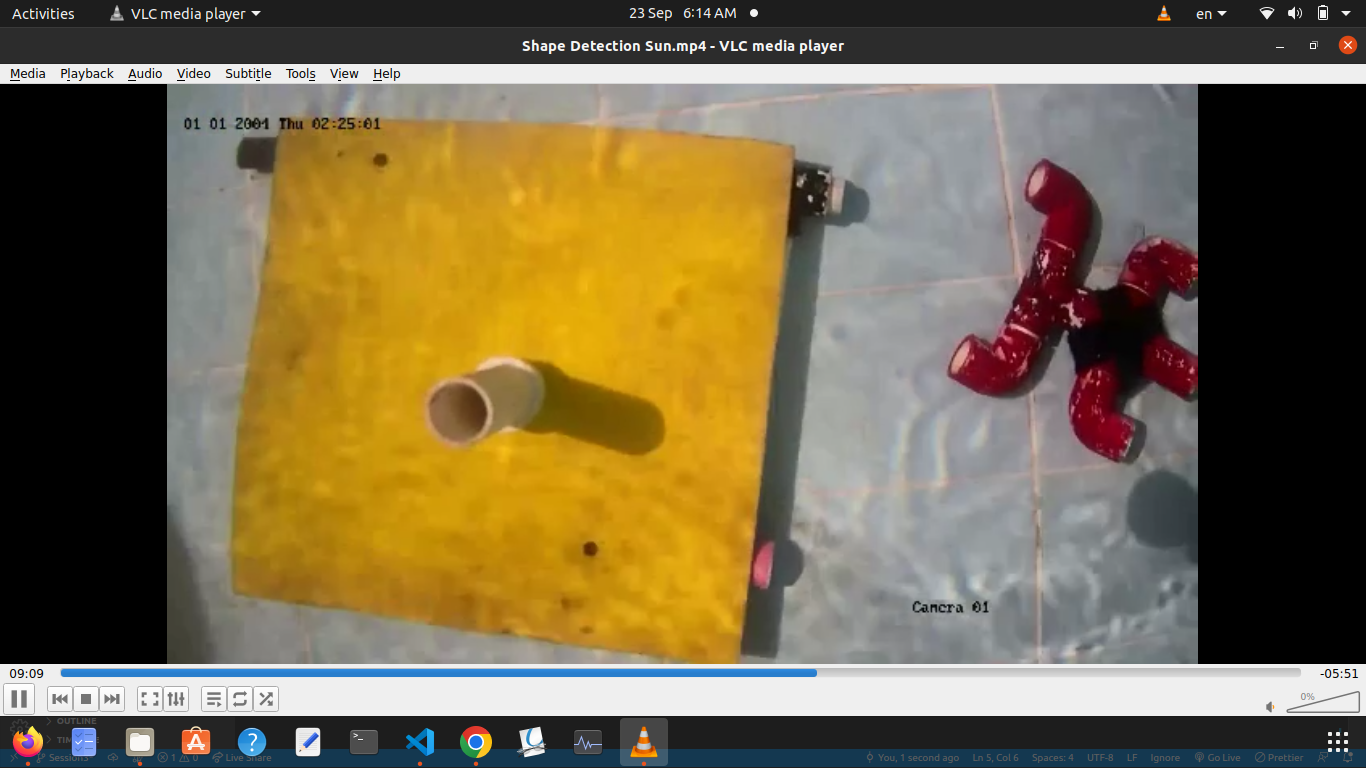 Activities VLC media player 23 Sep 6:14 AM en
Shape Detection Sun.mp4 - VLC media player
Media Playback Audio Video Subtitle Tools View Help
01 01 2001 Thu 02:25:01
Camera 01
09:09 -05:51
0%
OUTLINE
Session3 1 0 Live Share You, 1 second ago Ln 5, Col 6 Spaces: 4 UTF-8 LF Ignore Go Live Prettier